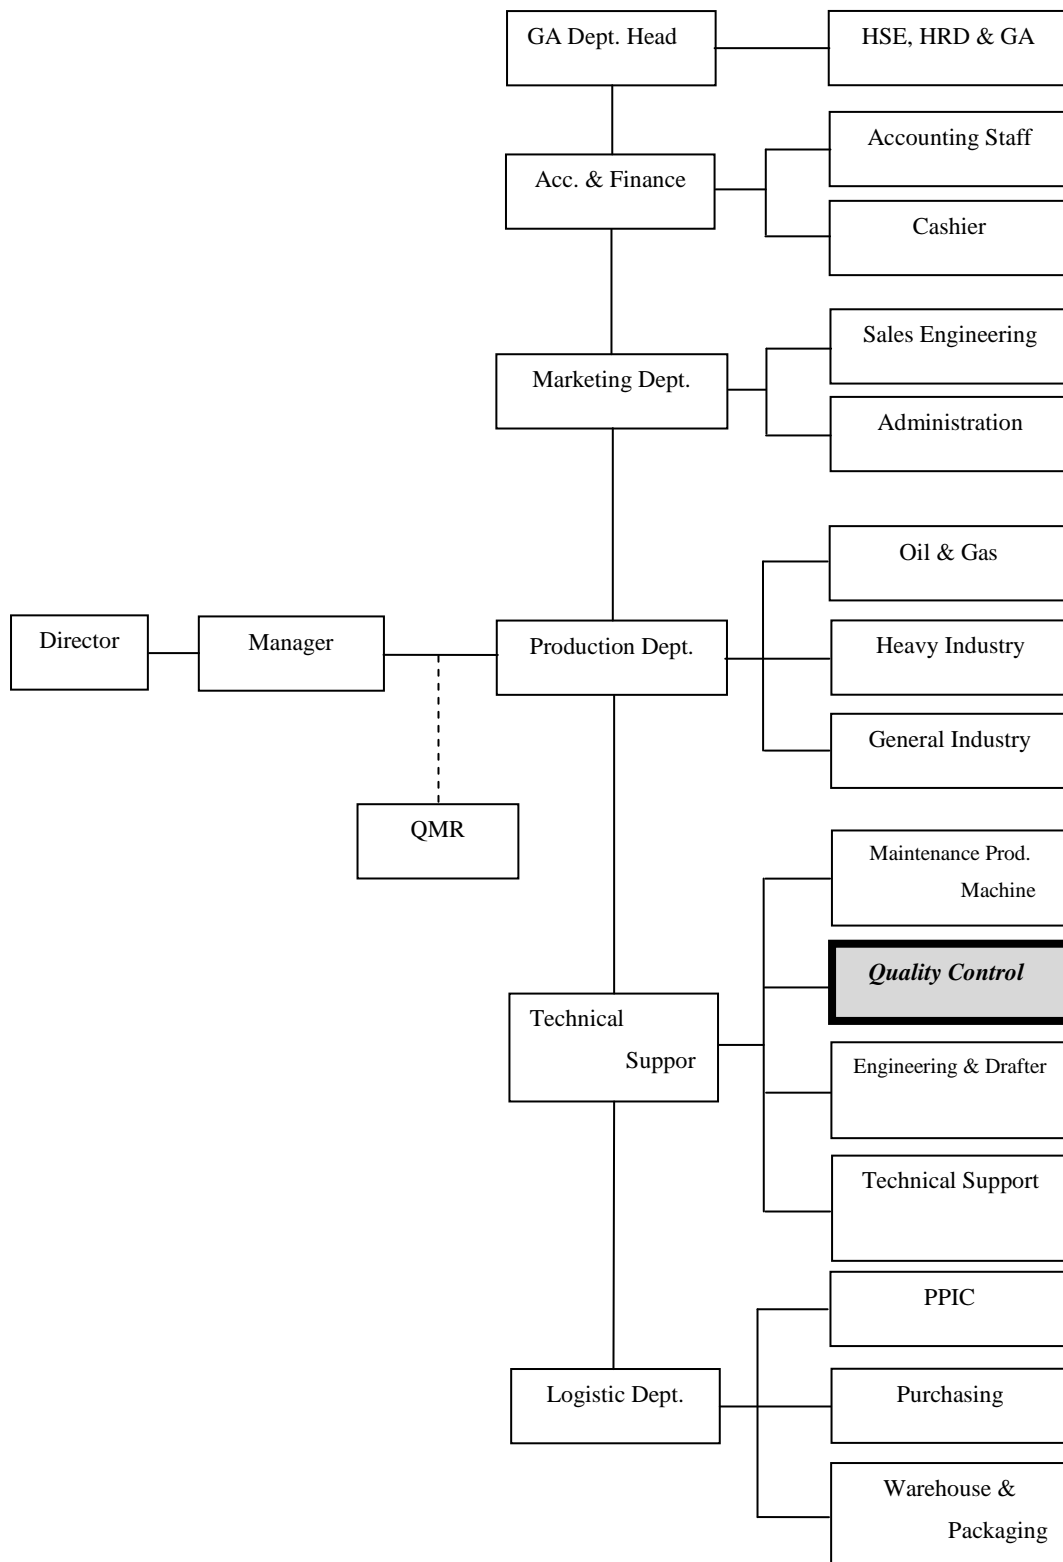 GA Dept. Head
HSE, HRD & GA
Accounting Staff
Acc. & Finance
Cashier
Sales Engineering
Marketing Dept.
Administration
Oil & Gas
Director
Manager
Production Dept.
Heavy Industry
General Industry
QMR
Maintenance Prod.
Machine
Quality Control
Technical
Suppor
Engineering & Drafter
Technical Support
PPIC
Logistic Dept.
Purchasing
Warehouse &
Packaging